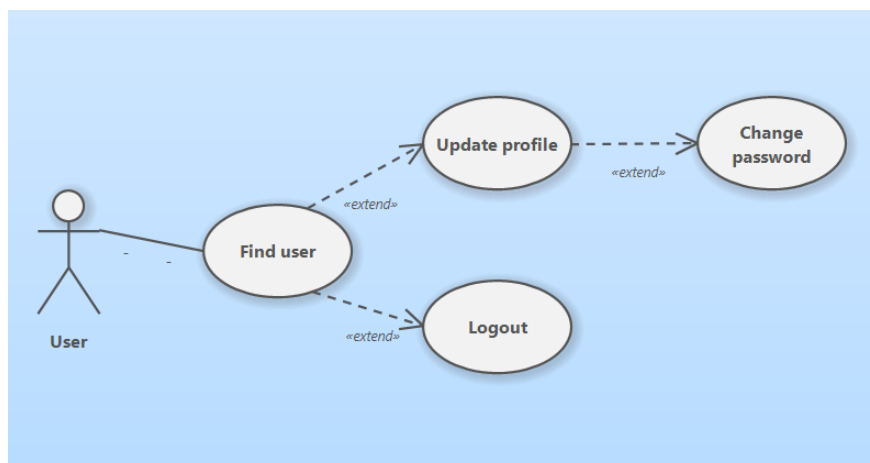 Update profile
Change
password
«extend»
«extend»
Find user
- -
Logout
«extend»
User